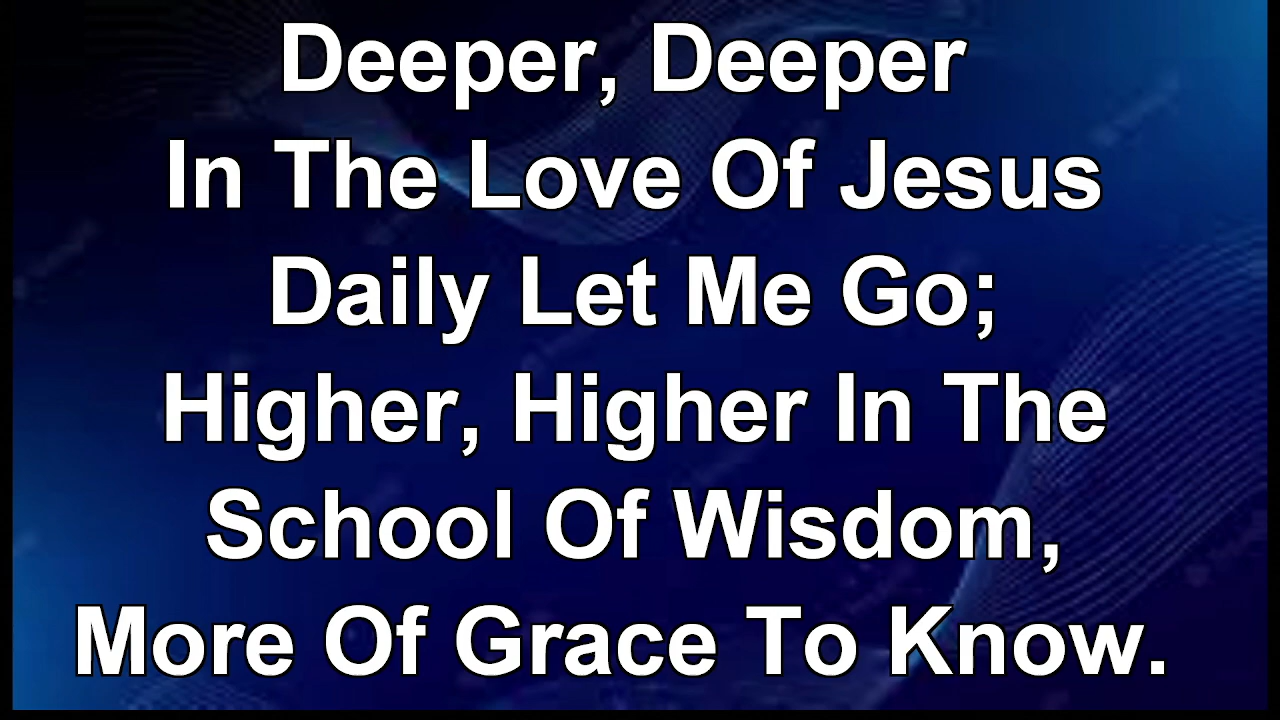 Deeper, Deeper
In The Love Of Jesus
Daily Let Me Go;
Higher, Higher In The
School Of Wisdom,
More Of Grace To Know.